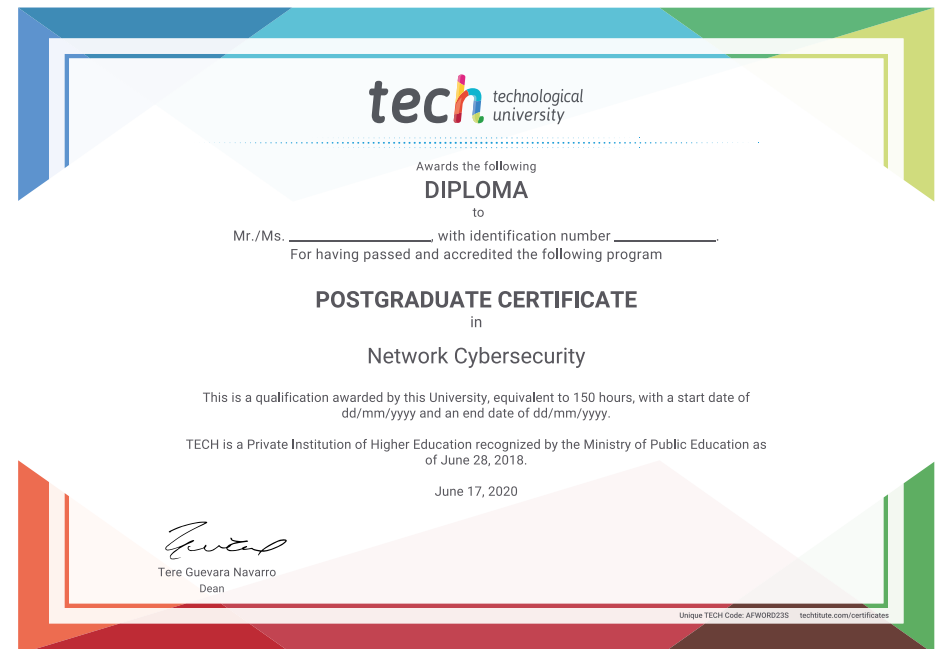 tech technological
university
Awards the following
DIPLOMA
to
Mr./Ms. ________________, with identification number ____________.
For having passed and accredited the following program
POSTGRADUATE CERTIFICATE
in
Network Cybersecurity
This is a qualification awarded by this University, equivalent to 150 hours, with a start date of
dd/mm/yyyy and an end date of dd/mm/yyyy.
TECH is a Private Institution of Higher Education recognized by the Ministry of Public Education as
of June 28, 2018.
June 17, 2020
Tere Guevara Navarro
Dean
Unique TECH Code: AFWORD23S techtitute.com/certificates